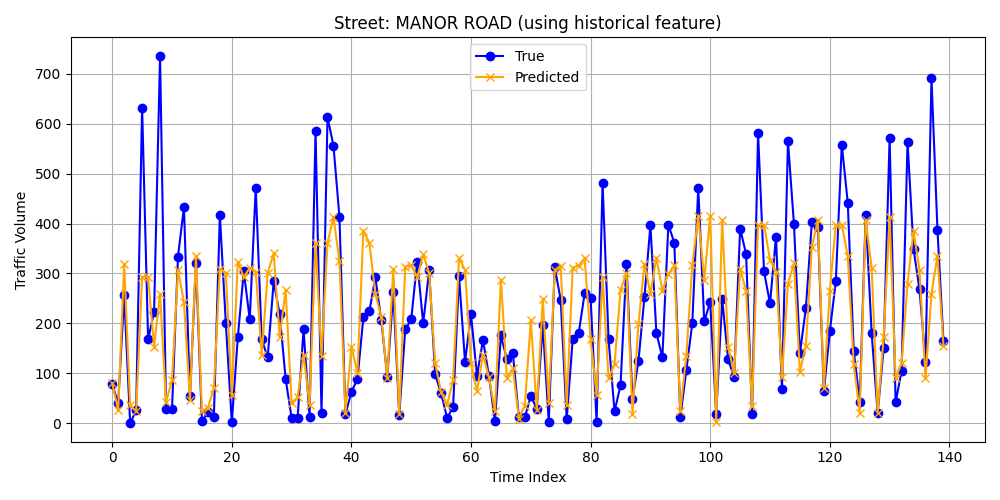 Street: MANOR ROAD (using historical feature)
True
Predicted
Traffic Volume
700
600
500
400
300
200
100
0
0 20 40 60 80 100 120 140
Time Index